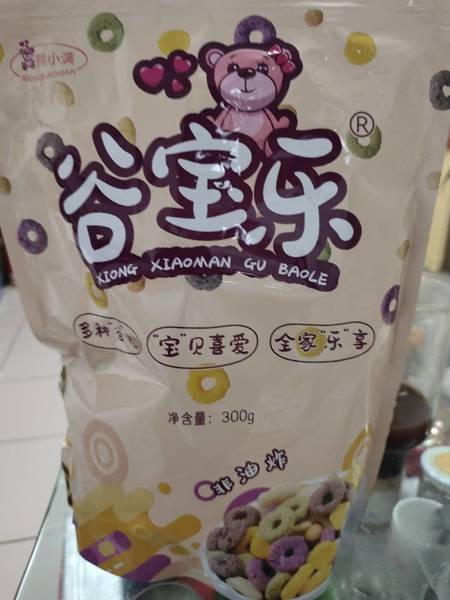 熊小满
XIONGXIAOMAN
®
谷宝乐
XIONG XIAOMAN GU BAOLE
多种"谷"物
"宝"贝喜爱
全家"乐"享
净含量: 300g
非油炸